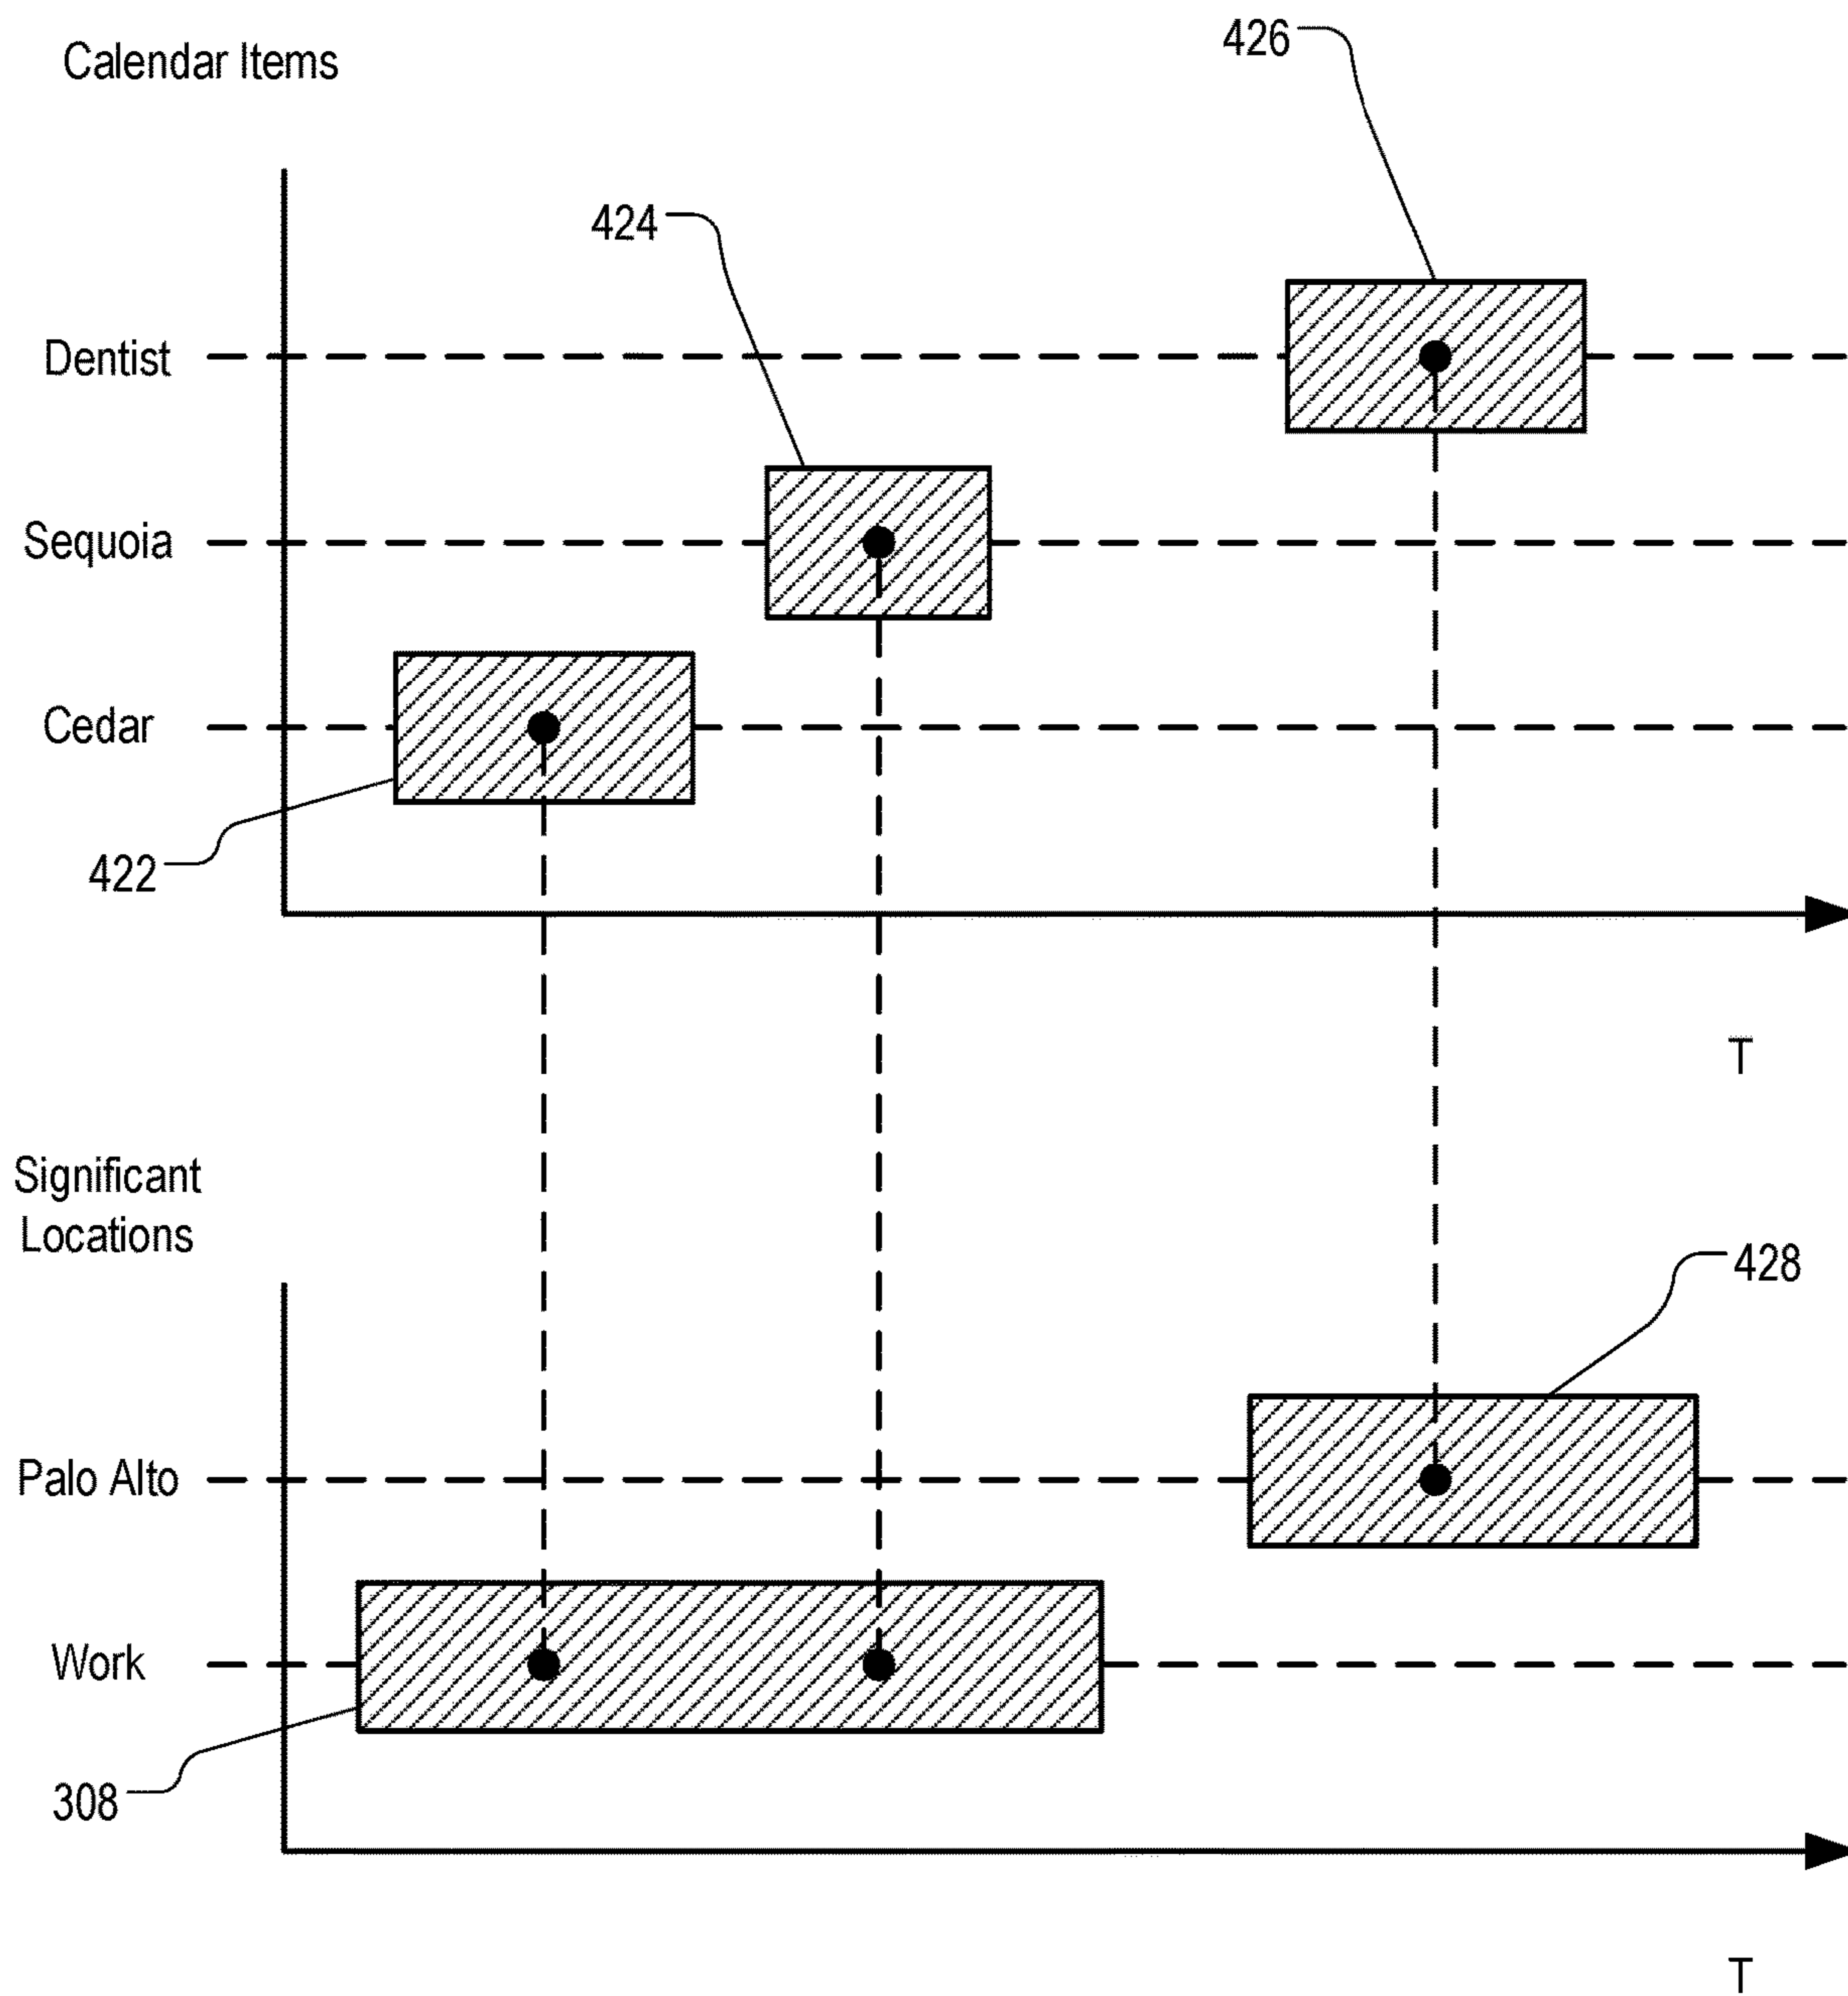 Calendar Items
426
424
Dentist
Sequoia
Cedar
422
T
Significant
Locations
428
Palo Alto
Work
308
T